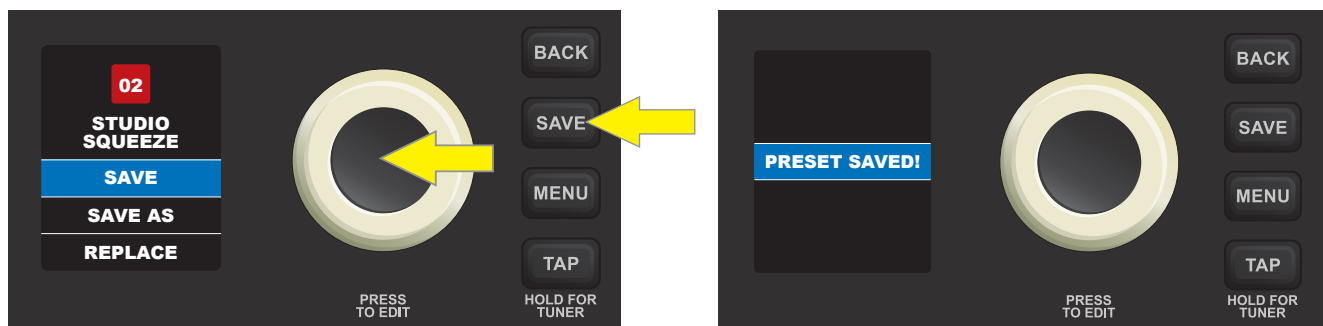 02
STUDIO
SQUEEZE
SAVE
SAVE AS
REPLACE
PRESS
TO EDIT
BACK
SAVE
MENU
TAP
HOLD FOR
TUNER
PRESET SAVED!
PRESS
TO EDIT
BACK
SAVE
MENU
TAP
HOLD FOR
TUNER